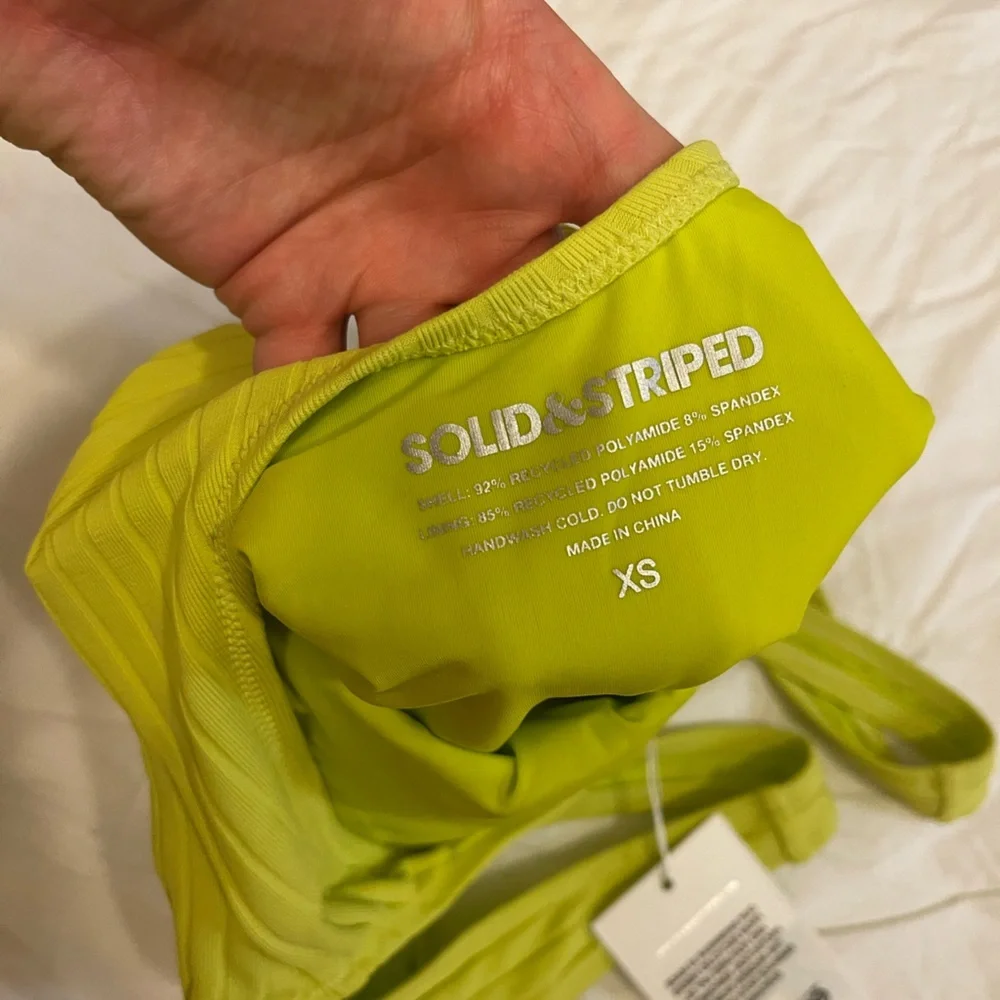 SOLID&STRIPED
SHELL: 92% RECYCLED POLYAMIDE 8% SPANDEX
LINING: 85% RECYCLED POLYAMIDE 15% SPANDEX
HANDWASH COLD. DO NOT TUMBLE DRY.
MADE IN CHINA
XS